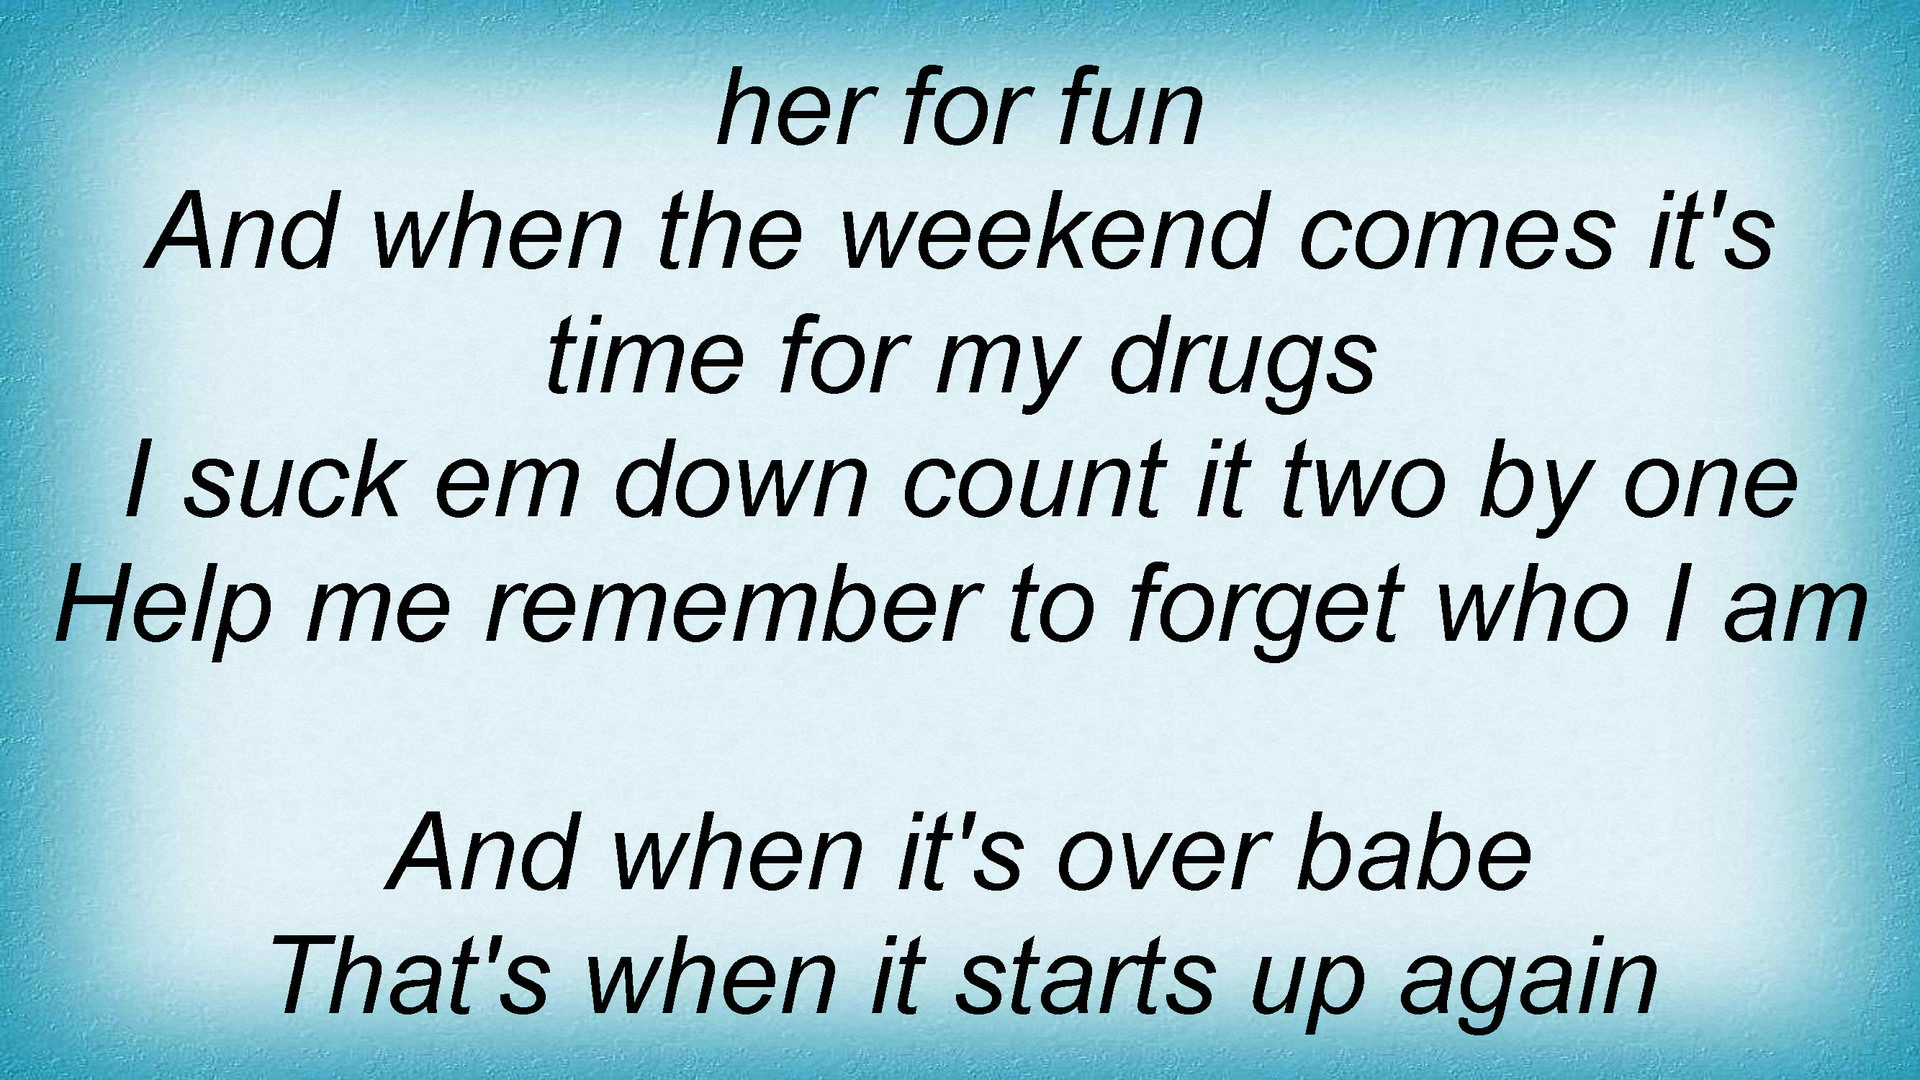 her for fun
And when the weekend comes it's
time for my drugs
I suck em down count it two by one
Help me remember to forget who I am
And when it's over babe
That's when it starts up again